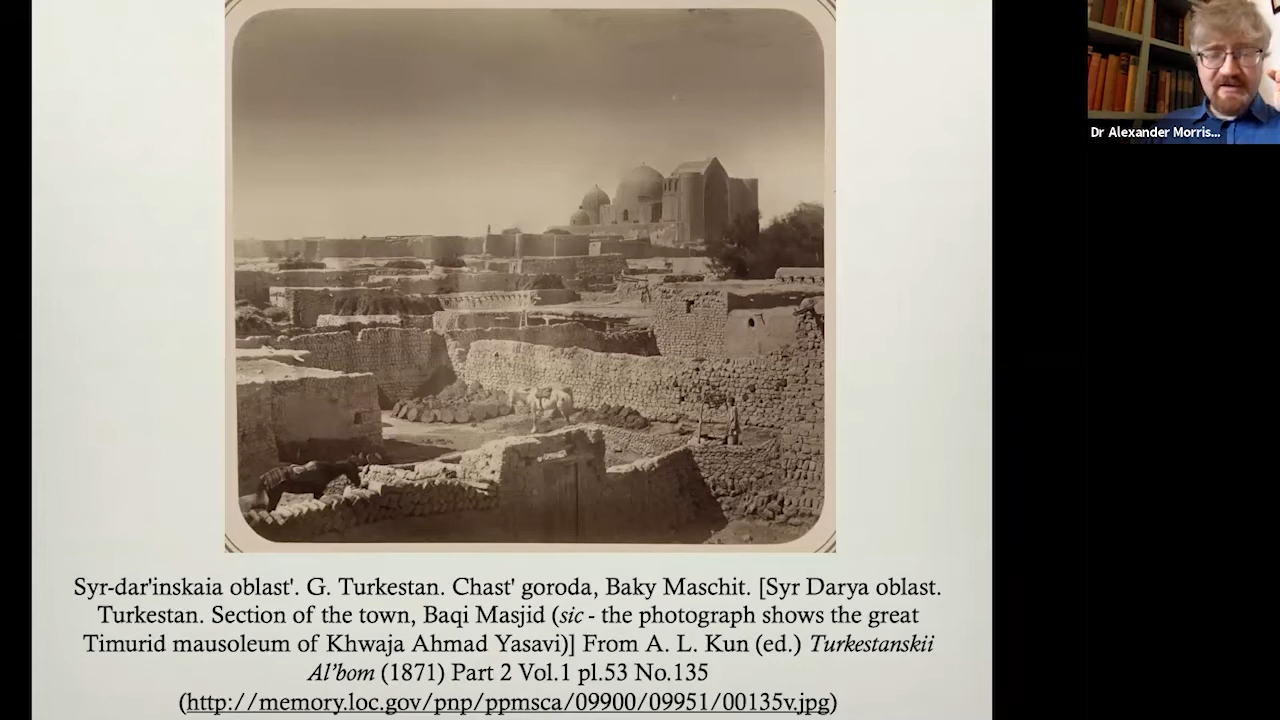 Dr Alexander Morris...
Syr-dar'inskaia oblast'. G. Turkestan. Chast' goroda, Baky Maschit. [Syr Darya oblast.
Turkestan. Section of the town, Baqi Masjid (sic - the photograph shows the great
Timurid mausoleum of Khwaja Ahmad Yasavi)] From A. L. Kun (ed.) Turkestanskii
Al’bom (1871) Part 2 Vol.1 pl.53 No.135
(http://memory.loc.gov/pnp/ppmsca/09900/09951/00135v.jpg)